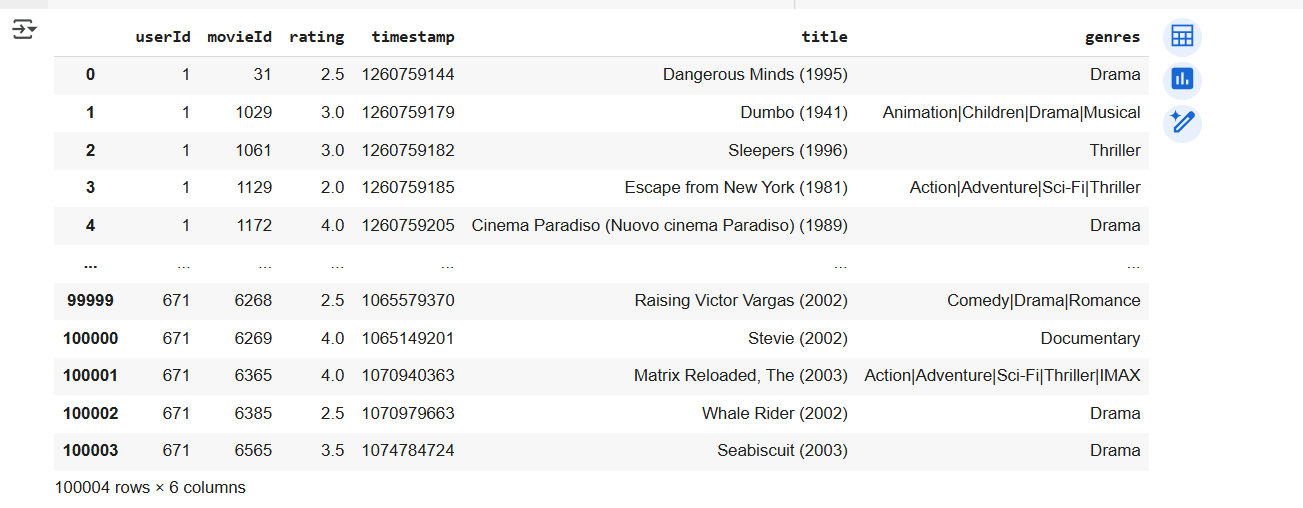 userId movieId rating timestamp title genres
0 1 31 2.5 1260759144 Dangerous Minds (1995) Drama
1 1 1029 3.0 1260759179 Dumbo (1941) Animation|Children|Drama|Musical
2 1 1061 3.0 1260759182 Sleepers (1996) Thriller
3 1 1129 2.0 1260759185 Escape from New York (1981) Action|Adventure|Sci-Fi|Thriller
4 1 1172 4.0 1260759205 Cinema Paradiso (Nuovo cinema Paradiso) (1989) Drama
... ... ... ... ... ... ...
99999 671 6268 2.5 1065579370 Raising Victor Vargas (2002) Comedy|Drama|Romance
100000 671 6269 4.0 1065149201 Stevie (2002) Documentary
100001 671 6365 4.0 1070940363 Matrix Reloaded, The (2003) Action|Adventure|Sci-Fi|Thriller|IMAX
100002 671 6385 2.5 1070979663 Whale Rider (2002) Drama
100003 671 6565 3.5 1074784724 Seabiscuit (2003) Drama
100004 rows × 6 columns